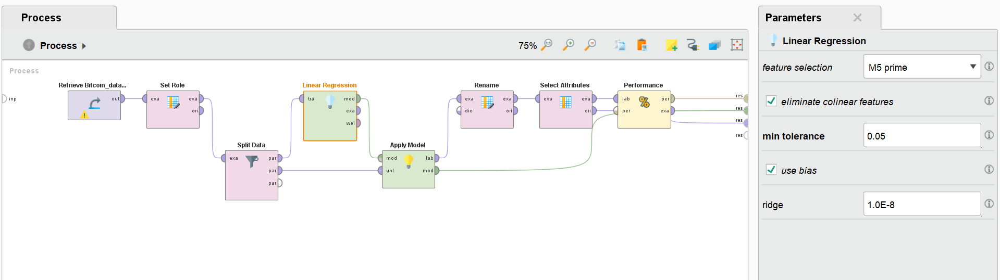 Process
Process
75%
Process
inp
Retrieve Bitcoin_data...
out
Set Role
exa
exa
ori
Split Data
exa
par
par
par
Linear Regression
tra
mod
exa
wei
Apply Model
mod
lab
unl
mod
Rename
exa
exa
dic
ori
Select Attributes
exa
exa
ori
Performance
%
lab
per
per
exa
res
res
res
res
Parameters
Linear Regression
feature selection
M5 prime
eliminate colinear features
min tolerance
0.05
use bias
ridge
1.0E-8